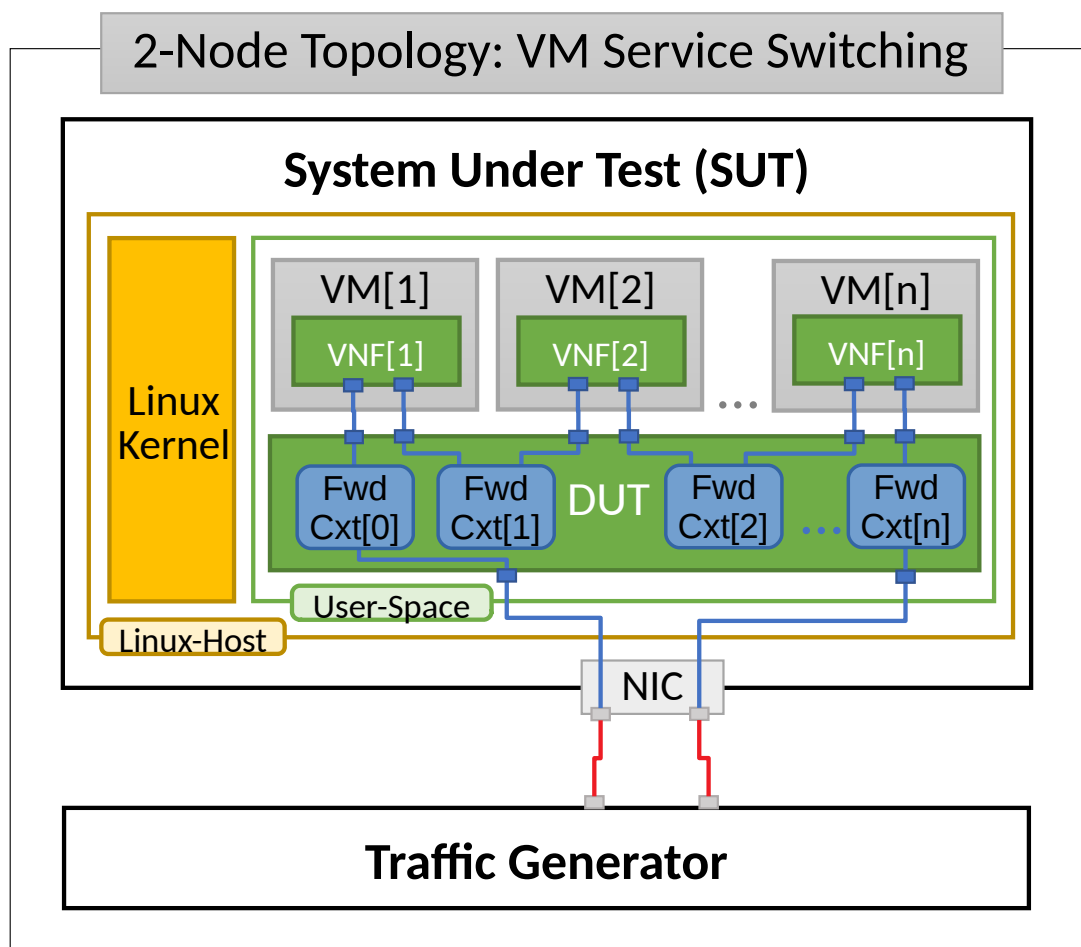 2-Node Topology: VM Service Switching
System Under Test (SUT)
Linux
Kernel
VM[1]
VNF[1]
VM[2]
VNF[2]
...
VM[n]
VNF[n]
DUT
Fwd
Cxt[0]
Fwd
Cxt[1]
Fwd
Cxt[2]
...
Fwd
Cxt[n]
User-Space
Linux-Host
NIC
Traffic Generator